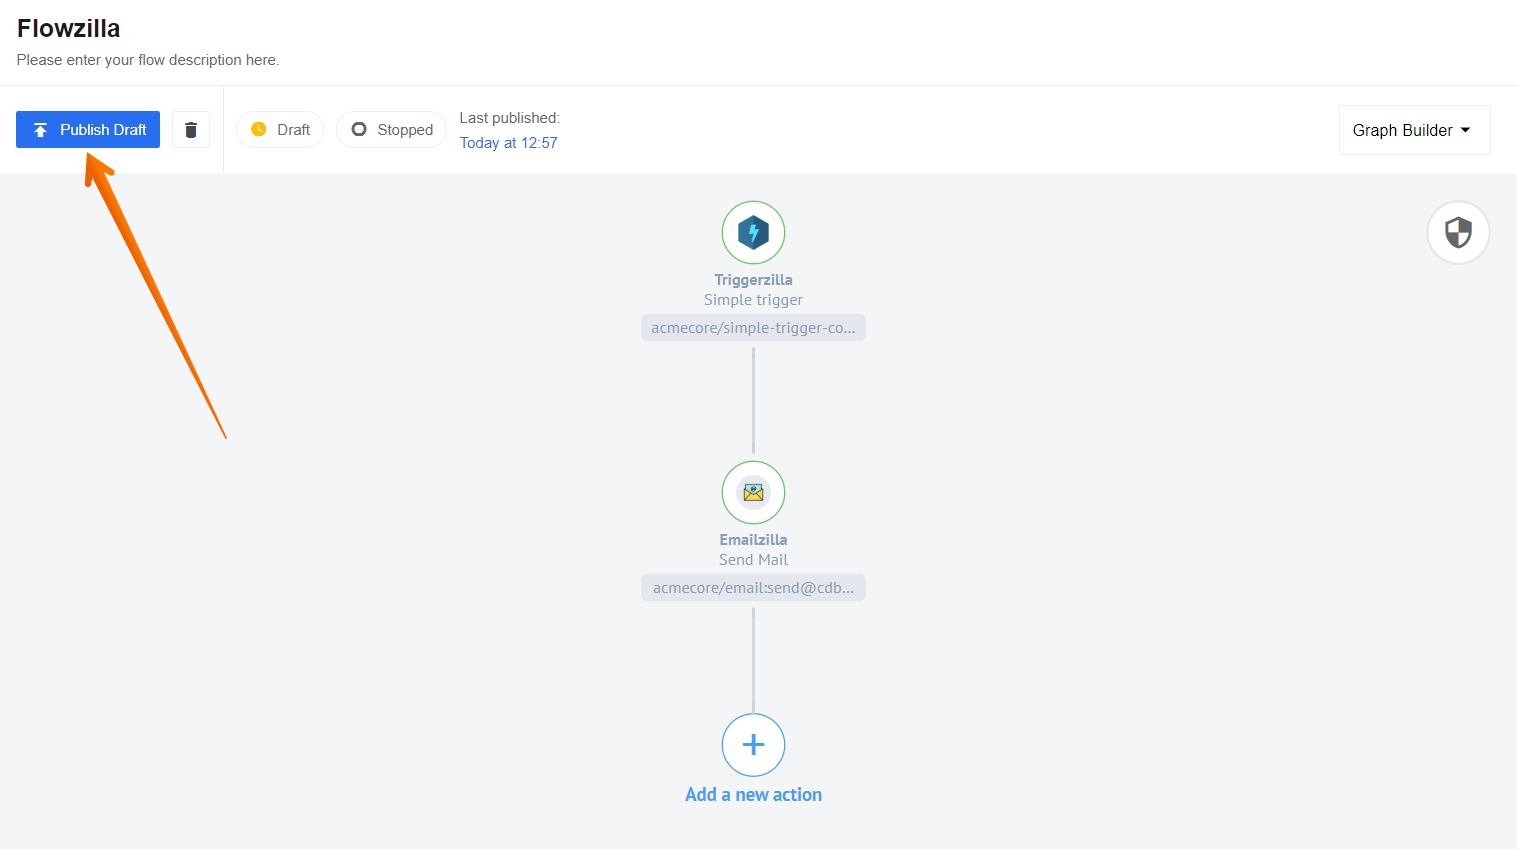 Flowzilla
Please enter your flow description here.
Publish Draft
Draft
Stopped
Last published:
Today at 12:57
Graph Builder
Triggerzilla
Simple trigger
acmecore/simple-trigger-co...
Emailzilla
Send Mail
acmecore/email:send@cdb...
Add a new action